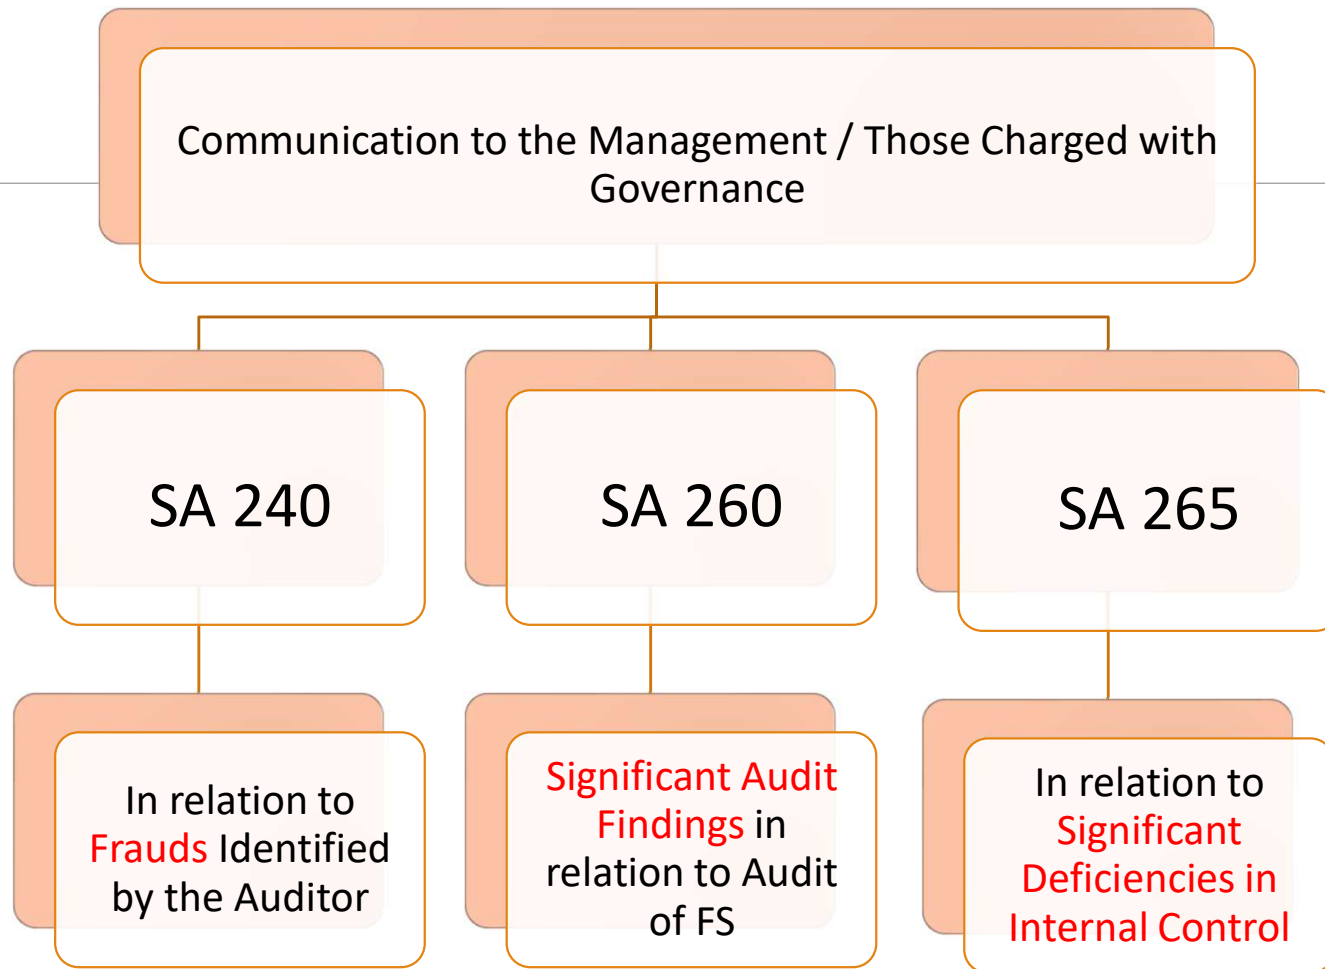 Communication to the Management / Those Charged with
Governance
SA 240
SA 260
SA 265
In relation to
Frauds Identified
by the Auditor
Significant Audit
Findings in
relation to Audit
of FS
In relation to
Significant
Deficiencies in
Internal Control